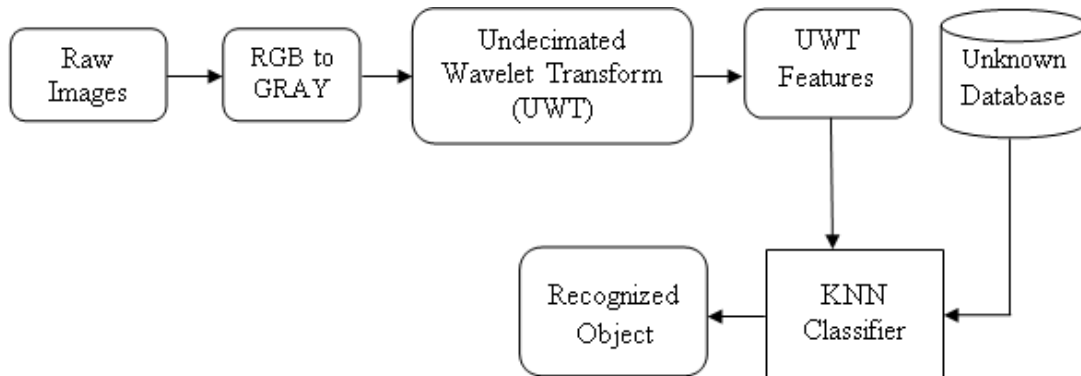 Raw
Images
RGB to
GRAY
Undecimated
Wavelet Transform
(UWT)
UWT
Features
Unknown
Database
KNN
Classifier
Recognized
Object